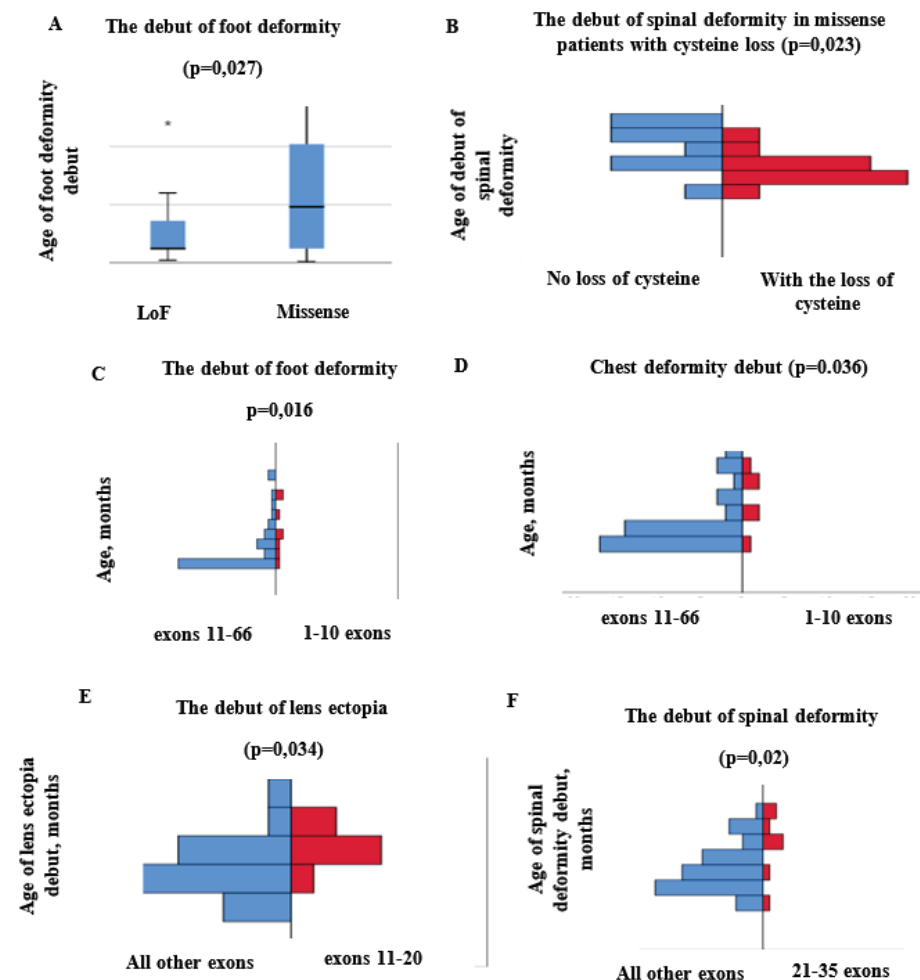 A
The debut of foot deformity
(p=0,027)
Age of foot deformity
debut
*
LoF
Missense
B
The debut of spinal deformity in missense
patients with cysteine loss (p=0,023)
Age of debut of
spinal
deformity
No loss of cysteine
With the loss of
cysteine
C
The debut of foot deformity
p=0,016
Age, months
exons 11-66
1-10 exons
D
Chest deformity debut (p=0.036)
Age, months
exons 11-66
1-10 exons
E
The debut of lens ectopia
(p=0,034)
Age of lens ectopia
debut, months
All other exons
exons 11-20
F
The debut of spinal deformity
(p=0,02)
Age of spinal
deformity debut,
months
All other exons
21-35 exons